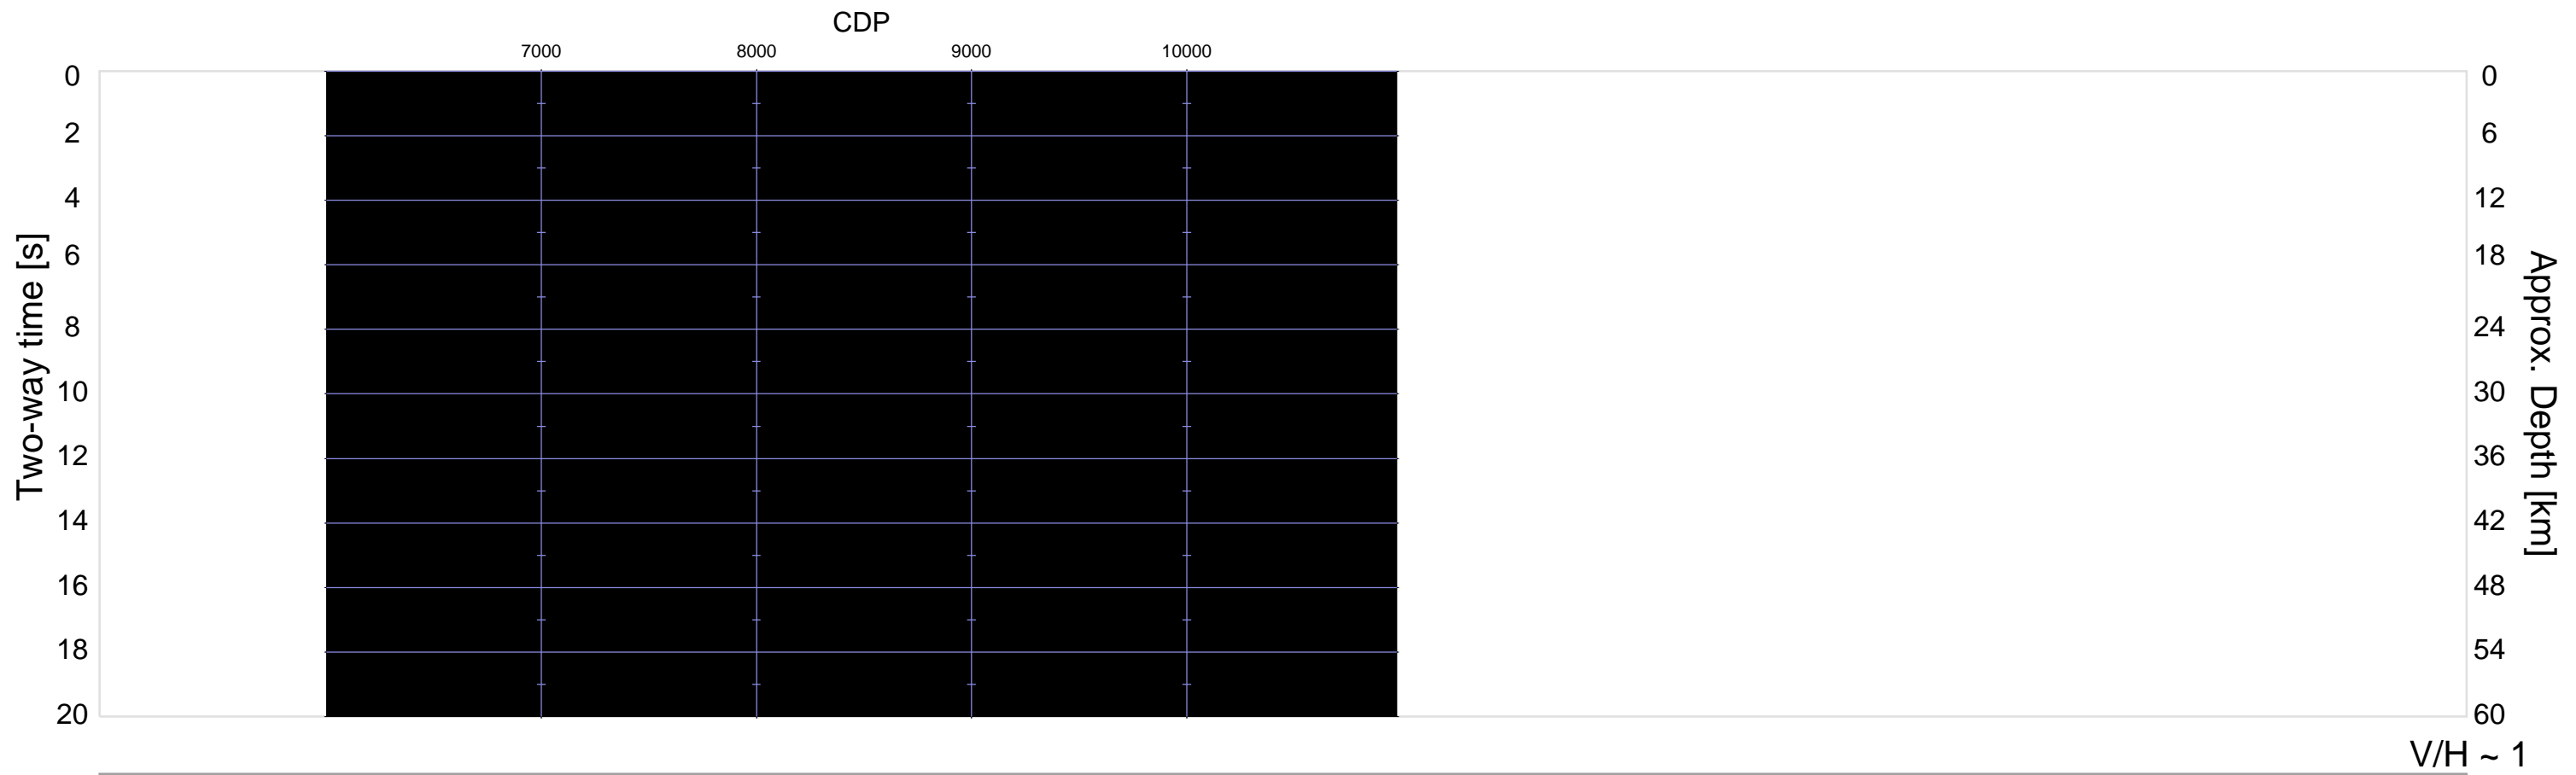 CDP
7000 8000 9000 10000
0 0
2 6
4 12
6 18
8 24
10 30
12 36
14 42
16 48
18 54
20 60
Two-way time [s]
Approx. Depth [km]
V/H ~ 1